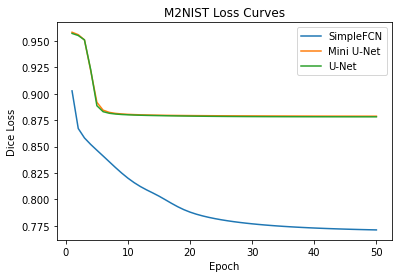 M2NIST Loss Curves
Dice Loss
0.950
0.925
0.900
0.875
0.850
0.825
0.800
0.775
SimpleFCN
Mini U-Net
U-Net
0 10 20 30 40 50
Epoch